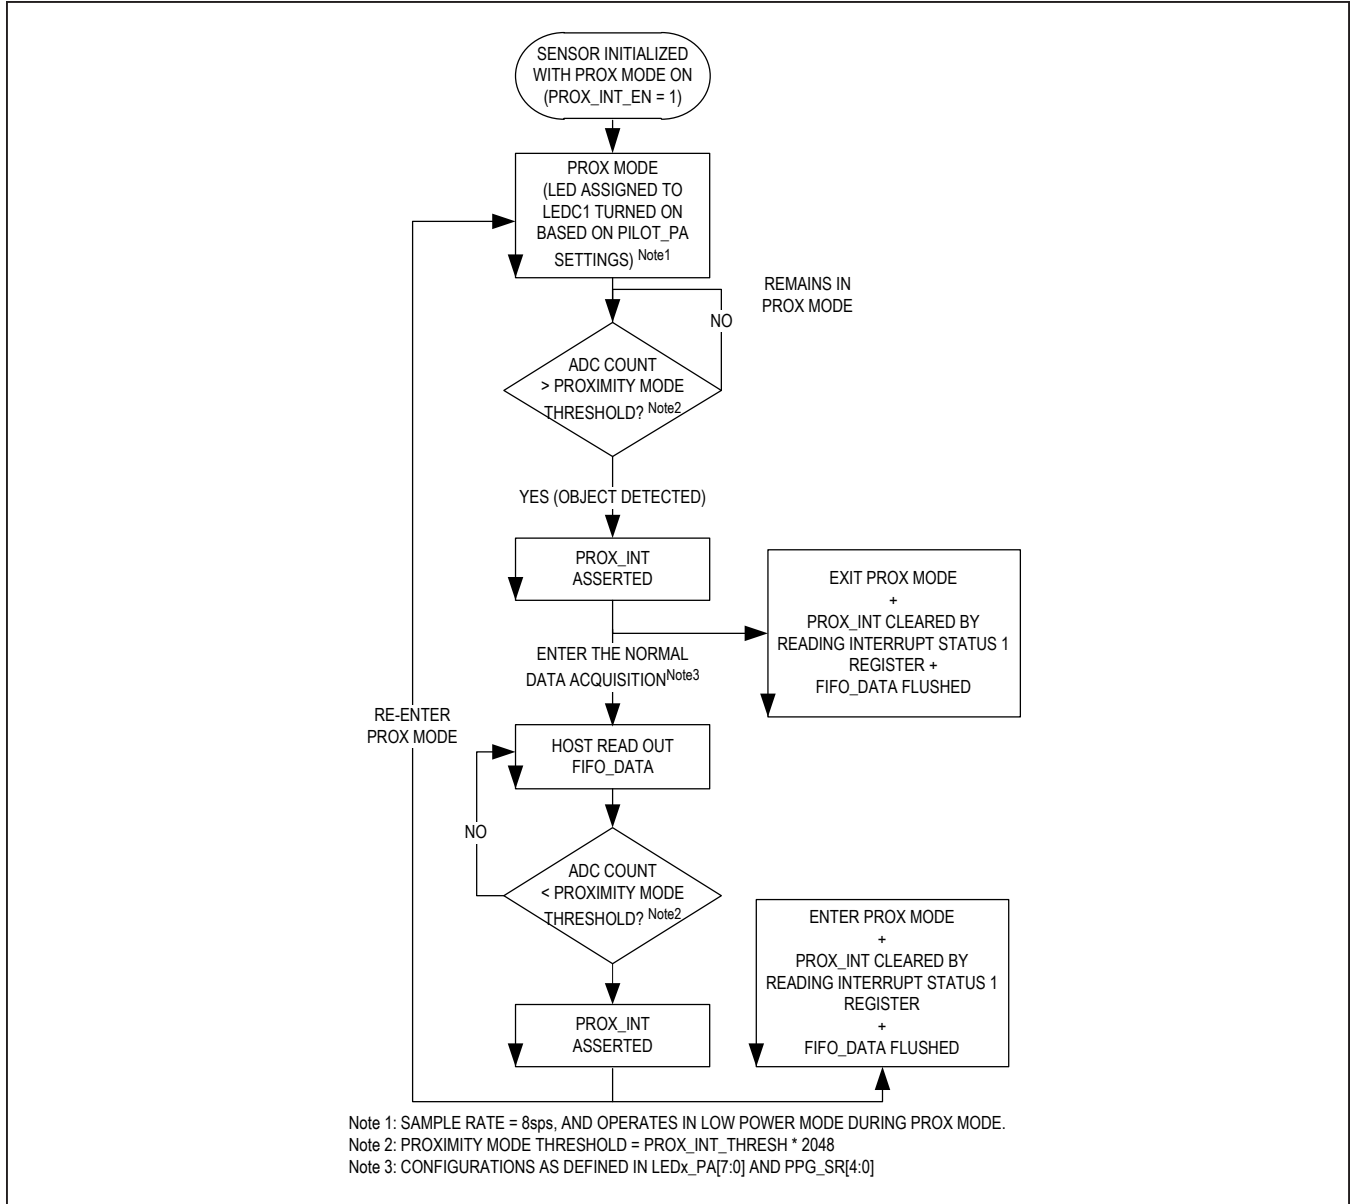 SENSOR INITIALIZED
WITH PROX MODE ON
(PROX_INT_EN = 1)
PROX MODE
(LED ASSIGNED TO
LEDC1 TURNED ON
BASED ON PILOT_PA
SETTINGS) Note1
REMAINS IN
PROX MODE
NO
ADC COUNT
> PROXIMITY MODE
THRESHOLD? Note2
YES (OBJECT DETECTED)
PROX_INT
ASSERTED
EXIT PROX MODE
+
PROX_INT CLEARED BY
READING INTERRUPT STATUS 1
REGISTER +
FIFO_DATA FLUSHED
ENTER THE NORMAL
DATA ACQUISITIONNote3
RE-ENTER
PROX MODE
HOST READ OUT
FIFO_DATA
NO
ADC COUNT
< PROXIMITY MODE
THRESHOLD? Note2
ENTER PROX MODE
+
PROX_INT CLEARED BY
READING INTERRUPT STATUS 1
REGISTER
+
FIFO_DATA FLUSHED
PROX_INT
ASSERTED
Note 1: SAMPLE RATE = 8sps, AND OPERATES IN LOW POWER MODE DURING PROX MODE.
Note 2: PROXIMITY MODE THRESHOLD = PROX_INT_THRESH * 2048
Note 3: CONFIGURATIONS AS DEFINED IN LEDx_PA[7:0] AND PPG_SR[4:0]